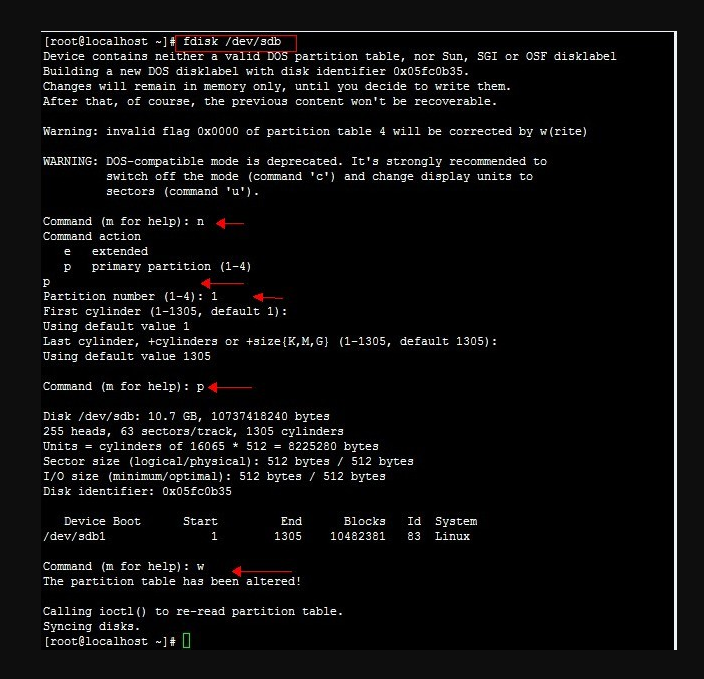 [root@localhost ~]# fdisk /dev/sdb
Device contains neither a valid DOS partition table, nor Sun, SGI or OSF disklabel
Building a new DOS disklabel with disk identifier 0x05fc0b35.
Changes will remain in memory only, until you decide to write them.
After that, of course, the previous content won't be recoverable.

Warning: invalid flag 0x0000 of partition table 4 will be corrected by w(rite)

WARNING: DOS-compatible mode is deprecated. It's strongly recommended to
         switch off the mode (command 'c') and change display units to
         sectors (command 'u').

Command (m for help): n
Command action
   e   extended
   p   primary partition (1-4)
p
Partition number (1-4): 1
First cylinder (1-1305, default 1):
Using default value 1
Last cylinder, +cylinders or +size{K,M,G} (1-1305, default 1305):
Using default value 1305

Command (m for help): p

Disk /dev/sdb: 10.7 GB, 10737418240 bytes
255 heads, 63 sectors/track, 1305 cylinders
Units = cylinders of 16065 * 512 = 8225280 bytes
Sector size (logical/physical): 512 bytes / 512 bytes
I/O size (minimum/optimal): 512 bytes / 512 bytes
Disk identifier: 0x05fc0b35

   Device Boot      Start         End      Blocks   Id  System
/dev/sdb1               1        1305    10482381   83  Linux

Command (m for help): w
The partition table has been altered!

Calling ioctl() to re-read partition table.
Syncing disks.
[root@localhost ~]#